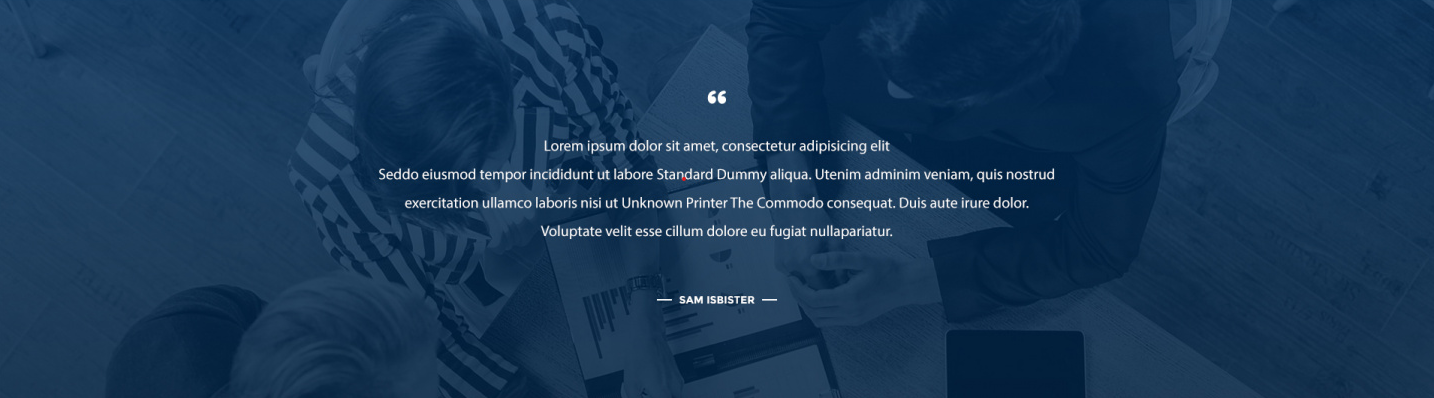 “
Lorem ipsum dolor sit amet, consectetur adipisicing elit
Seddo eiusmod tempor incididunt ut labore Standard Dummy aliqua. Utenim adminim veniam, quis nostrud
exercitation ullamco laboris nisi ut Unknown Printer The Commodo consequat. Duis aute irure dolor.
Voluptate velit esse cillum dolore eu fugiat nullapariatur.
— SAM ISBISTER —